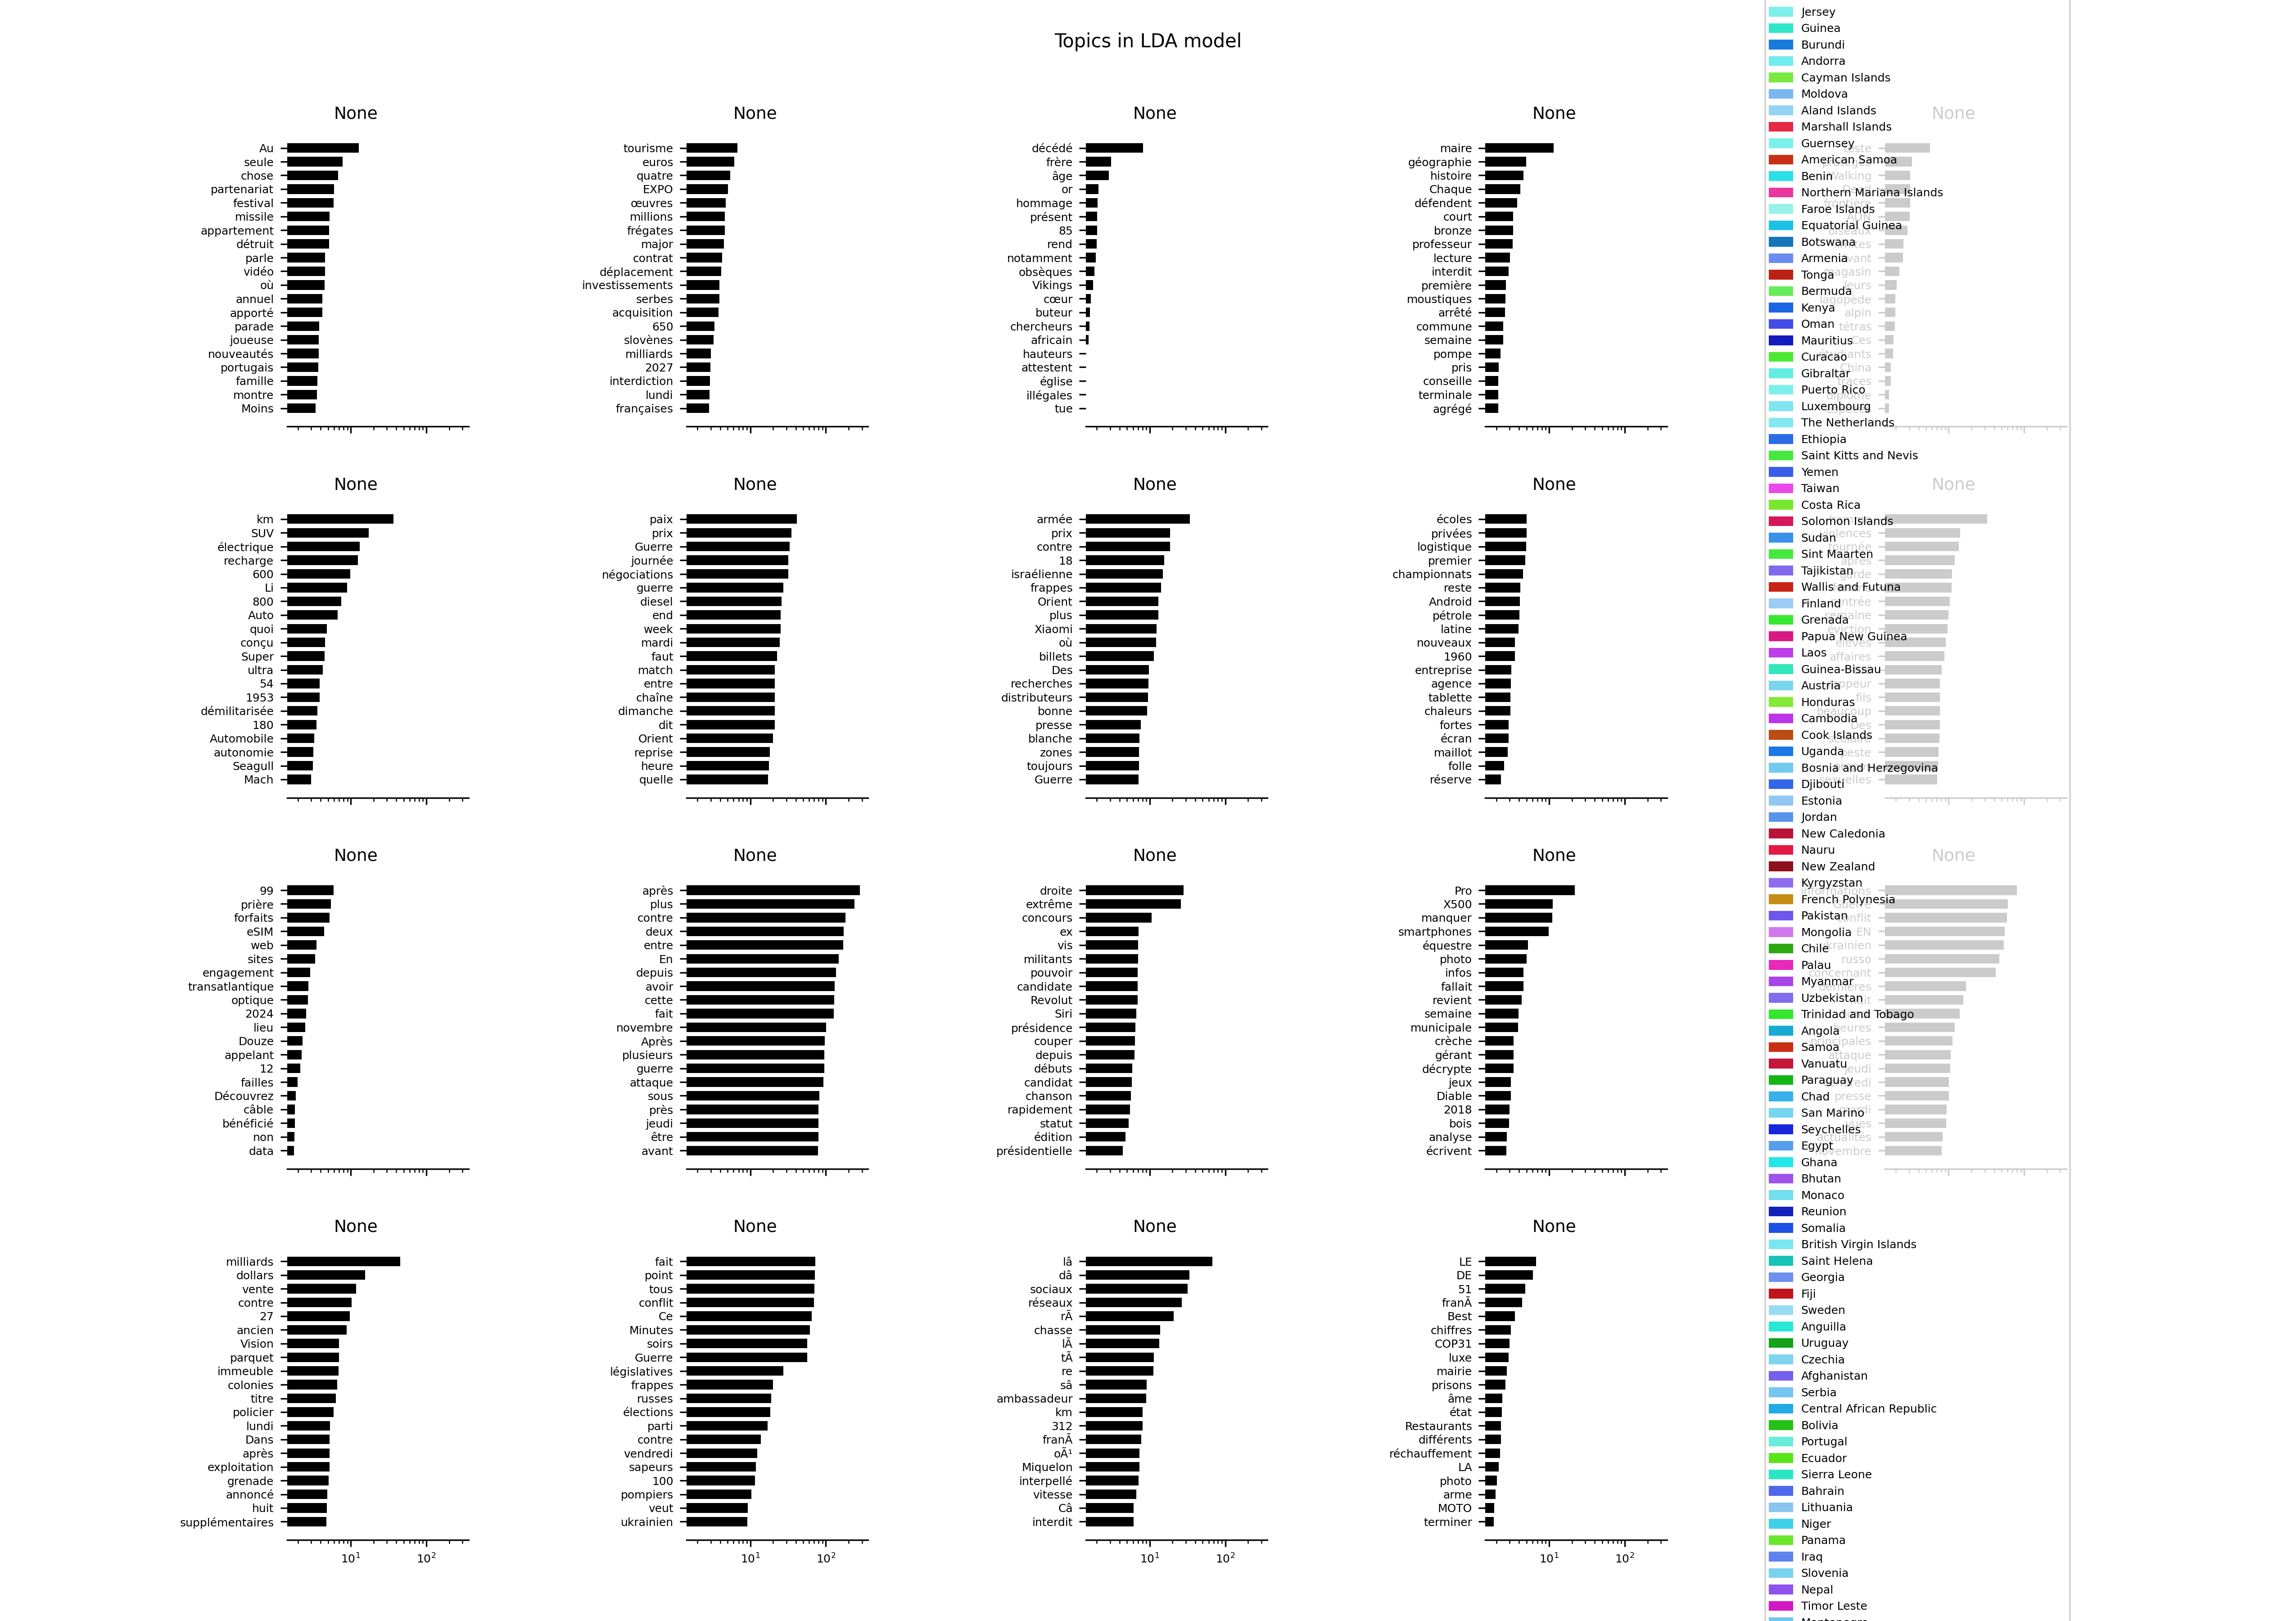 Topics in LDA model
None
Au
seule
chose
partenariat
festival
missile
appartement
détruit
parle
vidéo
où
annuel
apporté
parade
joueuse
nouveautés
portugais
famille
montre
Moins
None
tourisme
euros
quatre
EXPO
œuvres
millions
frégates
major
contrat
déplacement
investissements
serbes
acquisition
650
slovènes
milliards
2027
interdiction
lundi
françaises
None
décédé
frère
âge
or
hommage
présent
85
rend
notamment
obsèques
Vikings
cœur
buteur
chercheurs
africain
hauteurs
attestent
église
illégales
tue
None
maire
géographie
histoire
Chaque
défendent
court
bronze
professeur
lecture
interdit
première
moustiques
arrêté
commune
semaine
pompe
pris
conseille
terminale
agrégé
None
None
km
SUV
électrique
recharge
600
Li
800
Auto
quoi
conçu
Super
ultra
54
1953
démilitarisée
180
Automobile
autonomie
Seagull
Mach
None
paix
prix
Guerre
journée
négociations
guerre
diesel
end
week
mardi
faut
match
entre
chaîne
dimanche
dit
Orient
reprise
heure
quelle
None
armée
prix
contre
18
israélienne
frappes
Orient
plus
Xiaomi
où
billets
Des
recherches
distributeurs
bonne
presse
blanche
zones
toujours
Guerre
None
écoles
privées
logistique
premier
championnats
reste
Android
pétrole
latine
nouveaux
1960
entreprise
agence
tablette
chaleurs
fortes
écran
maillot
folle
réserve
None
None
99
prière
forfaits
eSIM
web
sites
engagement
transatlantique
optique
2024
lieu
Douze
appelant
12
failles
Découvrez
câble
bénéficié
non
data
None
après
plus
contre
deux
entre
En
depuis
avoir
cette
fait
novembre
Après
plusieurs
guerre
attaque
sous
près
jeudi
être
avant
None
droite
extrême
concours
ex
vis
militants
pouvoir
candidate
Revolut
Siri
présidence
couper
depuis
débuts
candidat
chanson
rapidement
statut
édition
présidentielle
None
Pro
X500
manquer
smartphones
équestre
photo
infos
fallait
revient
semaine
municipale
crèche
gérant
décrypte
jeux
Diable
2018
bois
analyse
écrivent
None
None
milliards
dollars
vente
contre
27
ancien
Vision
parquet
immeuble
colonies
titre
policier
lundi
Dans
après
exploitation
grenade
annoncé
huit
supplémentaires
10¹ 10²
None
fait
point
tous
conflit
Ce
Minutes
soirs
Guerre
législatives
frappes
russes
élections
parti
contre
vendredi
sapeurs
100
pompiers
veut
ukrainien
10¹ 10²
None
lâ
dâ
sociaux
réseaux
rÃ
chasse
lÃ
tÃ
re
sâ
ambassadeur
km
312
franÃ
oÃ¹
Miquelon
interpellé
vitesse
Câ
interdit
10¹ 10²
None
LE
DE
51
franÃ
Best
chiffres
COP31
luxe
mairie
prisons
âme
état
Restaurants
différents
réchauffement
LA
photo
arme
MOTO
terminer
10¹ 10²
Jersey
Guinea
Burundi
Andorra
Cayman Islands
Moldova
Aland Islands
Marshall Islands
Guernsey
American Samoa
Benin
Northern Mariana Islands
Faroe Islands
Equatorial Guinea
Botswana
Armenia
Tonga
Bermuda
Kenya
Oman
Mauritius
Curacao
Gibraltar
Puerto Rico
Luxembourg
The Netherlands
Ethiopia
Saint Kitts and Nevis
Yemen
Taiwan
Costa Rica
Solomon Islands
Sudan
Sint Maarten
Tajikistan
Wallis and Futuna
Finland
Grenada
Papua New Guinea
Laos
Guinea-Bissau
Austria
Honduras
Cambodia
Cook Islands
Uganda
Bosnia and Herzegovina
Djibouti
Estonia
Jordan
New Caledonia
Nauru
New Zealand
Kyrgyzstan
French Polynesia
Pakistan
Mongolia
Chile
Palau
Myanmar
Uzbekistan
Trinidad and Tobago
Angola
Samoa
Vanuatu
Paraguay
Chad
San Marino
Seychelles
Egypt
Ghana
Bhutan
Monaco
Reunion
Somalia
British Virgin Islands
Saint Helena
Georgia
Fiji
Sweden
Anguilla
Uruguay
Czechia
Afghanistan
Serbia
Central African Republic
Bolivia
Portugal
Ecuador
Sierra Leone
Bahrain
Lithuania
Niger
Panama
Iraq
Slovenia
Nepal
Timor Leste